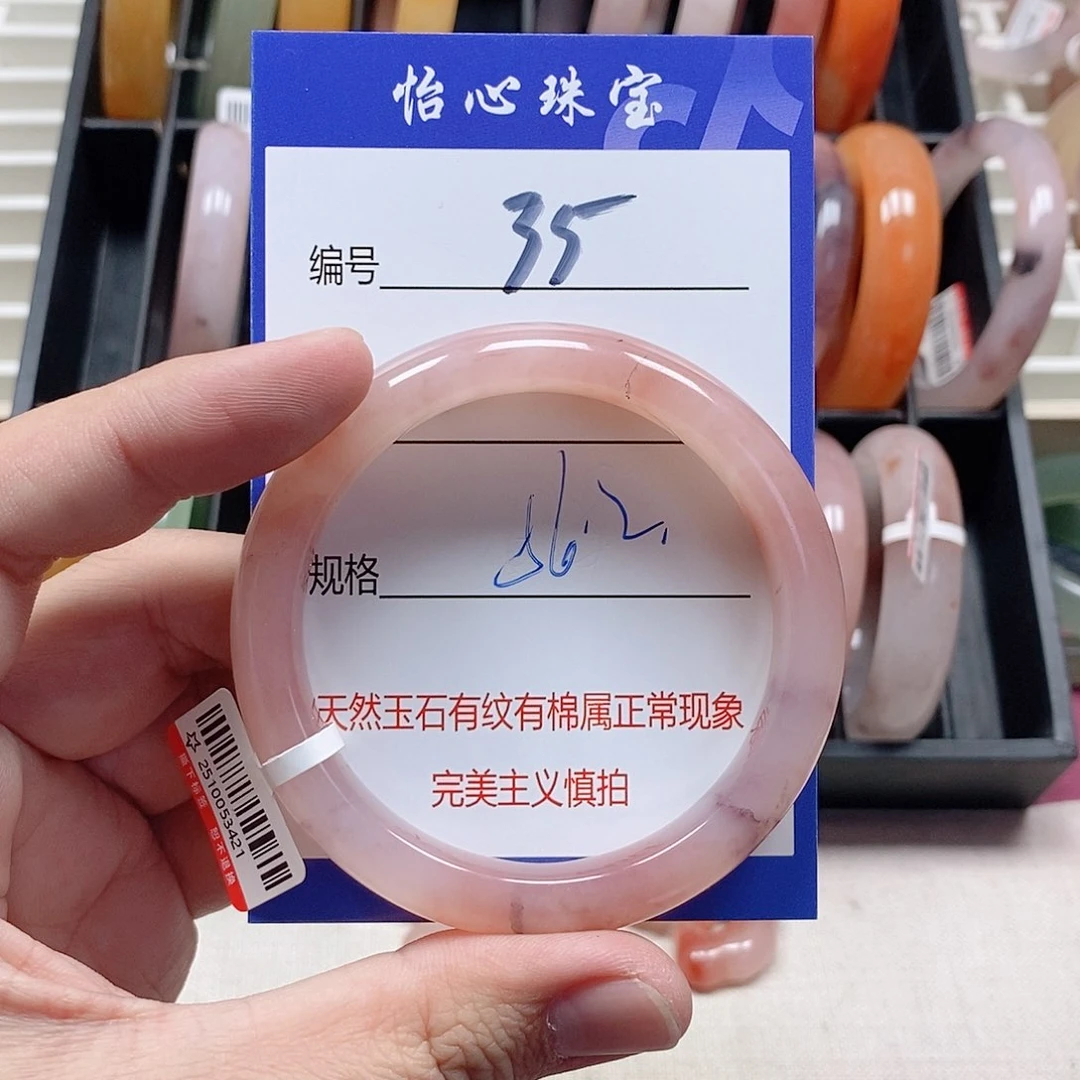 怡心珠宝
编号 35
规格 56.2.
天然玉石有纹有棉属正常现象
完美主义慎拍
2510053421